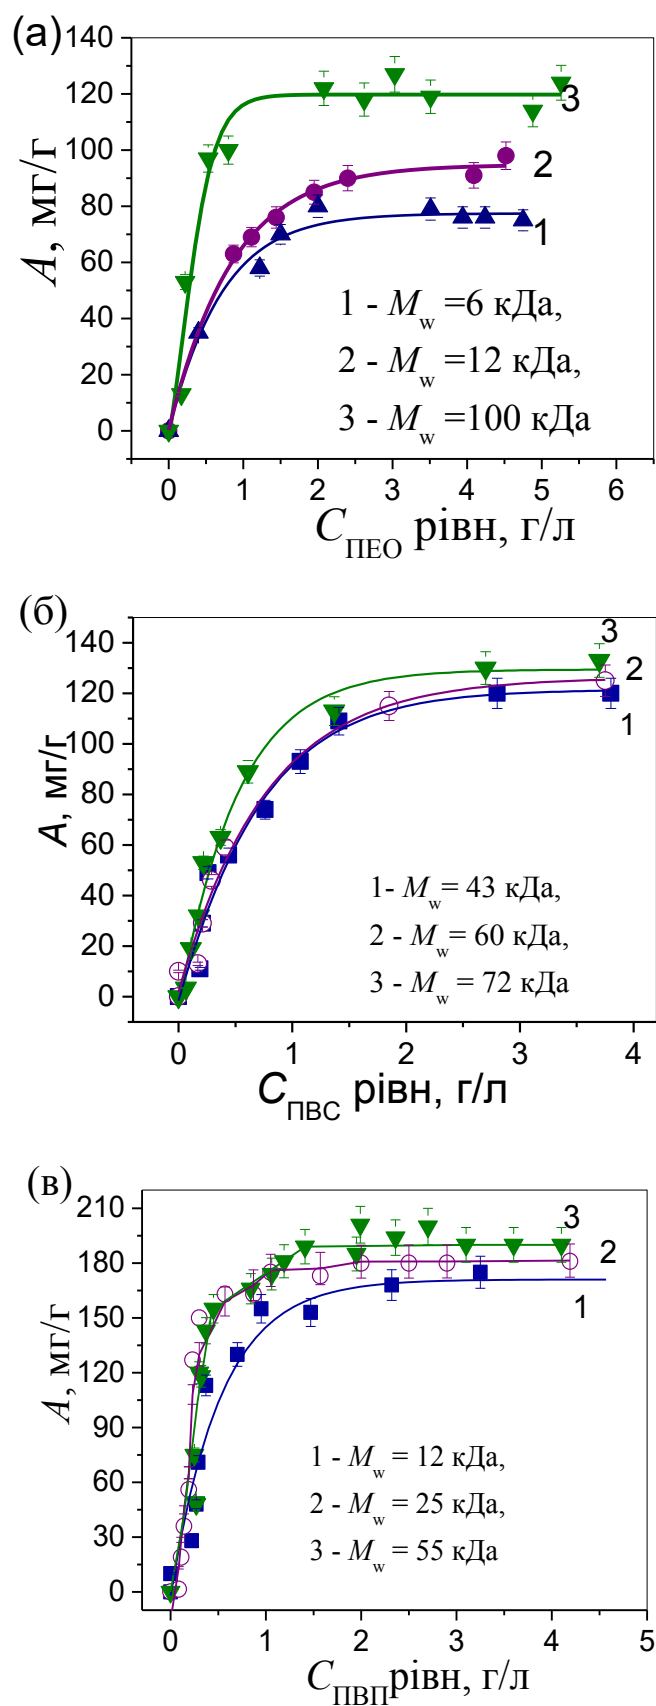 (а)
140
120
100
80
60
40
20
0
A, мг/г
3
2
1
1 - Mw =6 кДа,
2 - Mw =12 кДа,
3 - Mw =100 кДа
0 1 2 3 4 5 6
CПЕО рівн, г/л
(б)
140
120
100
80
60
40
20
0
A, мг/г
3
2
1
1- Mw = 43 кДа,
2 - Mw = 60 кДа,
3 - Mw = 72 кДа
0 1 2 3 4
CПВС рівн, г/л
(в)
210
180
150
120
90
60
30
0
A, мг/г
3
2
1
1 - Mw = 12 кДа,
2 - Mw = 25 кДа,
3 - Mw = 55 кДа
0 1 2 3 4 5
CПВП рівн, г/л